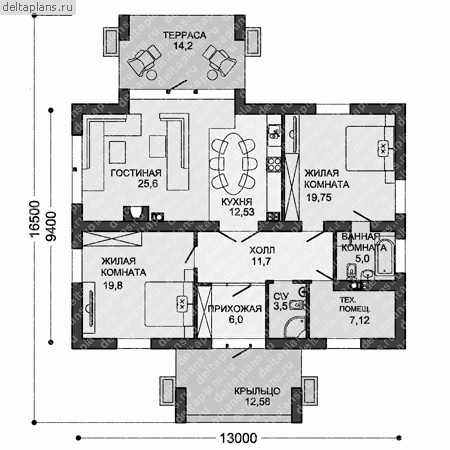 deltaplans.ru
ТЕРРАСА
14,2
ГОСТИНАЯ
25,6
КУХНЯ
12,53
ЖИЛАЯ
КОМНАТА
19,75
16500
9400
ЖИЛАЯ
КОМНАТА
19,8
ХОЛЛ
11,7
ВАННАЯ
КОМНАТА
5,0
ПРИХОЖАЯ
6,0
С\У
3,5
ТЕХ.
ПОМЕЩ.
7,12
КРЫЛЬЦО
12,58
13000